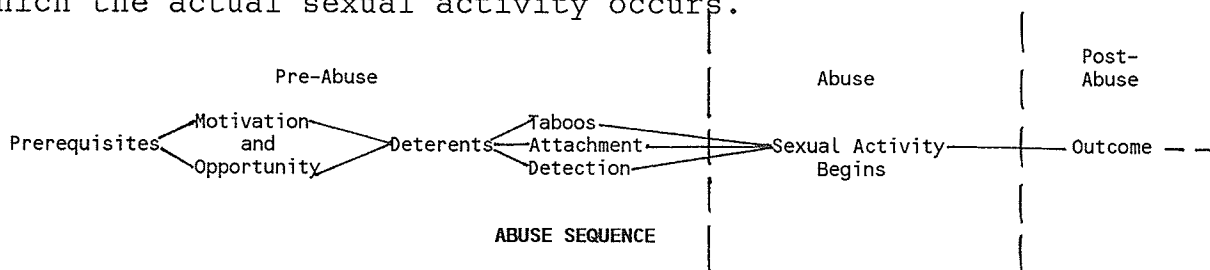 which the actual sexual activity occurs.
Post-
Pre-Abuse Abuse Abuse
Motivation Taboos
Prerequisites and Deterents Attachment Sexual Activity Outcome
Opportunity Detection Begins
ABUSE SEQUENCE